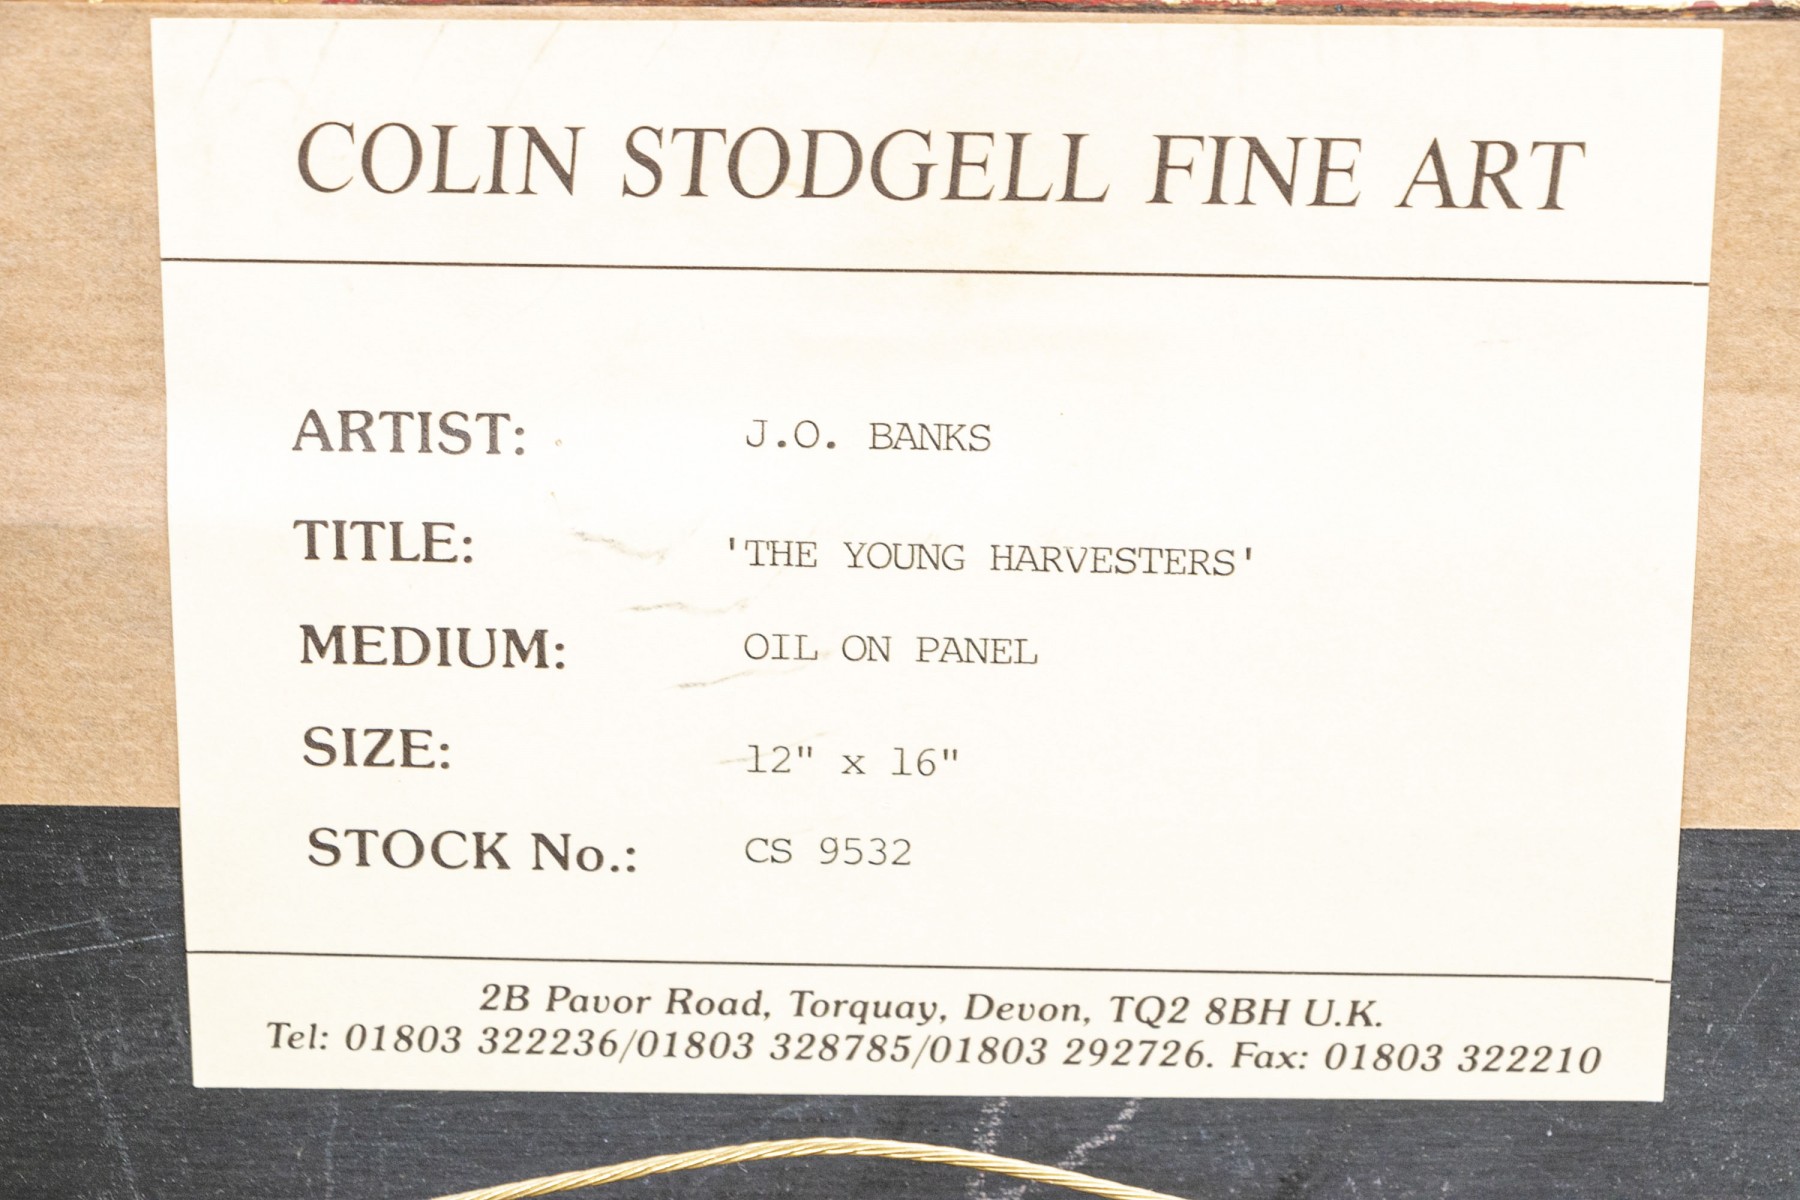 COLIN STODGELL FINE ART
ARTIST: J.O. BANKS
TITLE: 'THE YOUNG HARVESTERS'
MEDIUM: OIL ON PANEL
SIZE: 12" x 16"
STOCK No.: CS 9532
2B Pavor Road, Torquay, Devon, TQ2 8BH U.K.
Tel: 01803 322236/01803 328785/01803 292726. Fax: 01803 322210